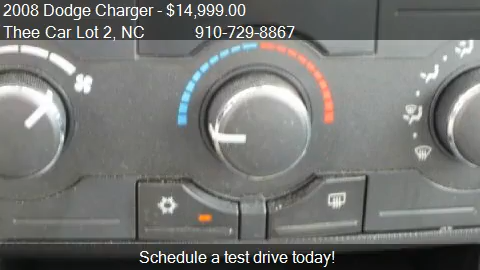 2008 Dodge Charger - $14,999.00
Thee Car Lot 2, NC 910-729-8867
Schedule a test drive today!